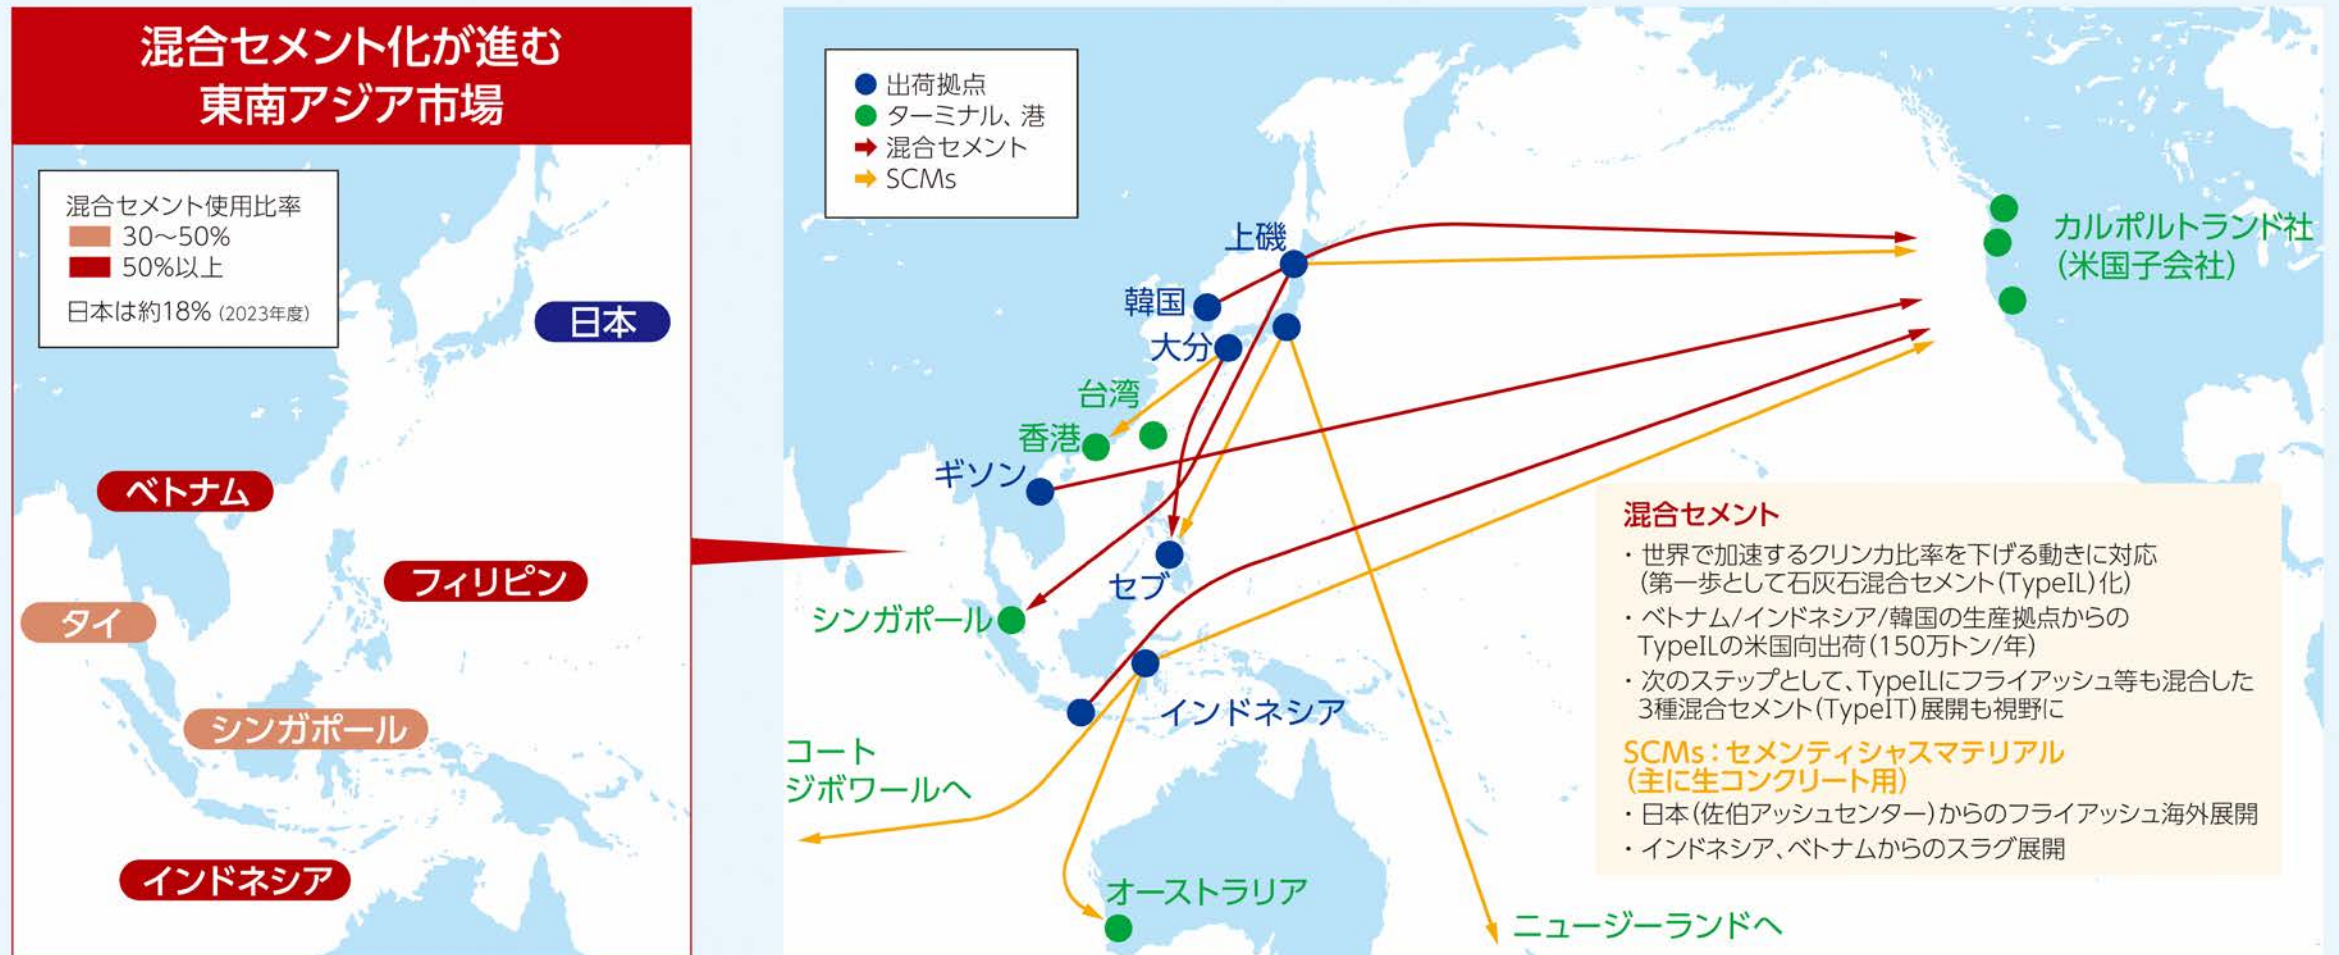 混合セメント化が進む
東南アジア市場
混合セメント使用比率
30～50%
50%以上
日本は約18% (2023年度)
日本
ベトナム
フィリピン
タイ
シンガポール
インドネシア
出荷拠点
ターミナル、港
混合セメント
SCMs
上磯
韓国
大分
台湾
香港
ギソン
セブ
シンガポール
インドネシア
コート
ジボワールへ
オーストラリア
ニュージーランドへ
カルポルトランド社
(米国子会社)
混合セメント
・世界で加速するクリンカ比率を下げる動きに対応
(第一歩として石灰石混合セメント(TypeIL)化)
・ベトナム/インドネシア/韓国の生産拠点からの
TypeILの米国向出荷(150万トン/年)
・次のステップとして、TypeILにフライアッシュ等も混合した
3種混合セメント(TypeIT)展開も視野に
SCMs：セメンティシャスマテリアル
(主に生コンクリート用)
・日本(佐伯アッシュセンター)からのフライアッシュ海外展開
・インドネシア、ベトナムからのスラグ展開